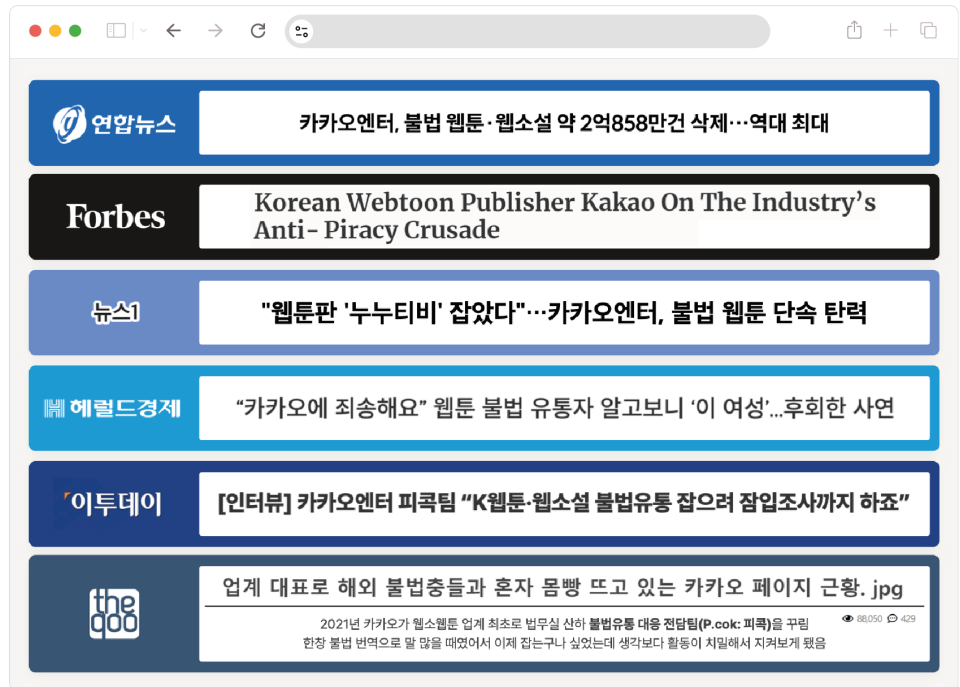 연합뉴스
카카오엔터, 불법 웹툰·웹소설 약 2억858만건 삭제…역대 최대
Forbes
Korean Webtoon Publisher Kakao On The Industry’s
Anti- Piracy Crusade
뉴스1
"웹툰판 '누누티비' 잡았다"…카카오엔터, 불법 웹툰 단속 탄력
헤럴드경제
“카카오에 죄송해요” 웹툰 불법 유통자 알고보니 ‘이 여성’...후회한 사연
이투데이
[인터뷰] 카카오엔터 피콕팀 “K웹툰·웹소설 불법유통 잡으려 잠입조사까지 하죠”
the
qoo
업계 대표로 해외 불법충들과 혼자 몸빵 뜨고 있는 카카오 페이지 근황. jpg
2021년 카카오가 웹소웹툰 업계 최초로 법무실 산하 불법유통 대응 전담팀(P.cok: 피콕)을 꾸림
88,050 429
한창 불법 번역으로 말 많을 때였어서 이제 잡는구나 싶었는데 생각보다 활동이 치밀해서 지켜보게 됐음